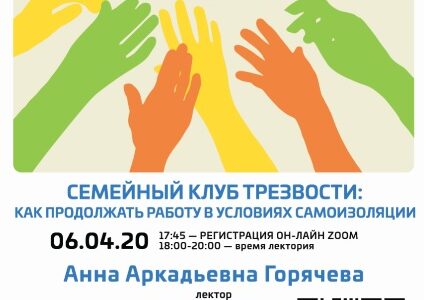 СЕМЕЙНЫЙ КЛУБ ТРЕЗВОСТИ:
КАК ПРОДОЛЖАТЬ РАБОТУ В УСЛОВИЯХ САМОИЗОЛЯЦИИ
06.04.20
17:45 — РЕГИСТРАЦИЯ ОН-ЛАЙН ZOOM
18:00-20:00 — время лектория
Анна Аркадьевна Горячева
лектор